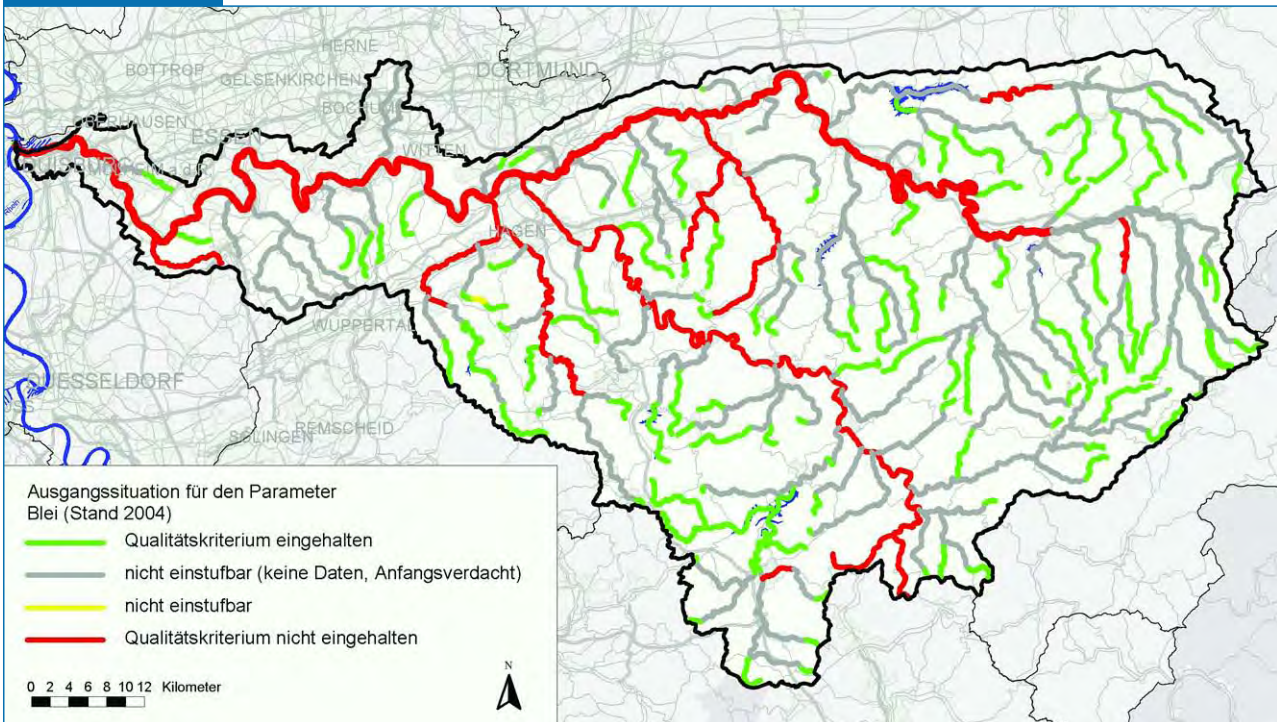 HERNE
BOTTROP
GELSENKIRCHEN
DORTMUND
BOCHUM
OBERHAUSEN
ESSEN
WITTEN
DUISBURG
Rhein
HAGEN
WUPPERTAL
DUESSELDORF
SOLINGEN
REMSCHEID
Ausgangssituation für den Parameter
Blei (Stand 2004)
Qualitätskriterium eingehalten
nicht einstufbar (keine Daten, Anfangsverdacht)
nicht einstufbar
Qualitätskriterium nicht eingehalten
0 2 4 6 8 10 12 Kilometer
N